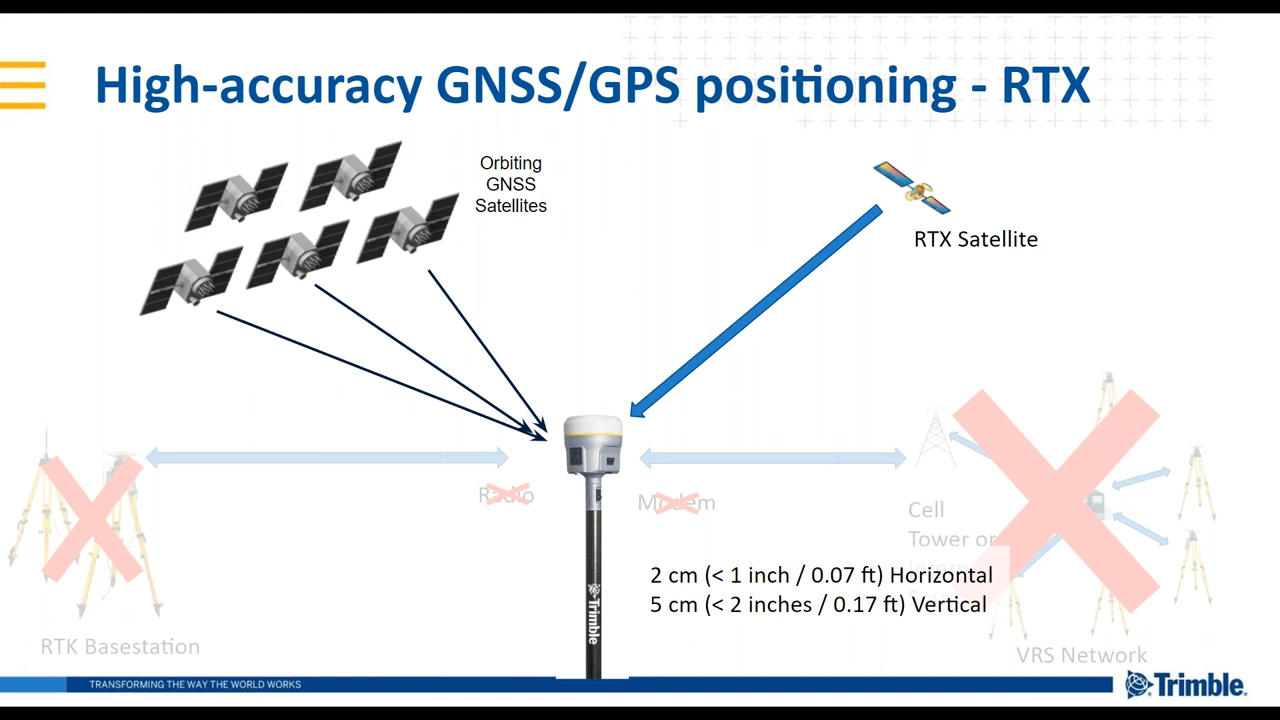 High-accuracy GNSS/GPS positioning - RTX
Orbiting
GNSS
Satellites
RTX Satellite
Radio
Modem
Cell
Tower or
2 cm (< 1 inch / 0.07 ft) Horizontal
5 cm (< 2 inches / 0.17 ft) Vertical
Trimble
RTK Basestation
VRS Network
TRANSFORMING THE WAY THE WORLD WORKS
Trimble.